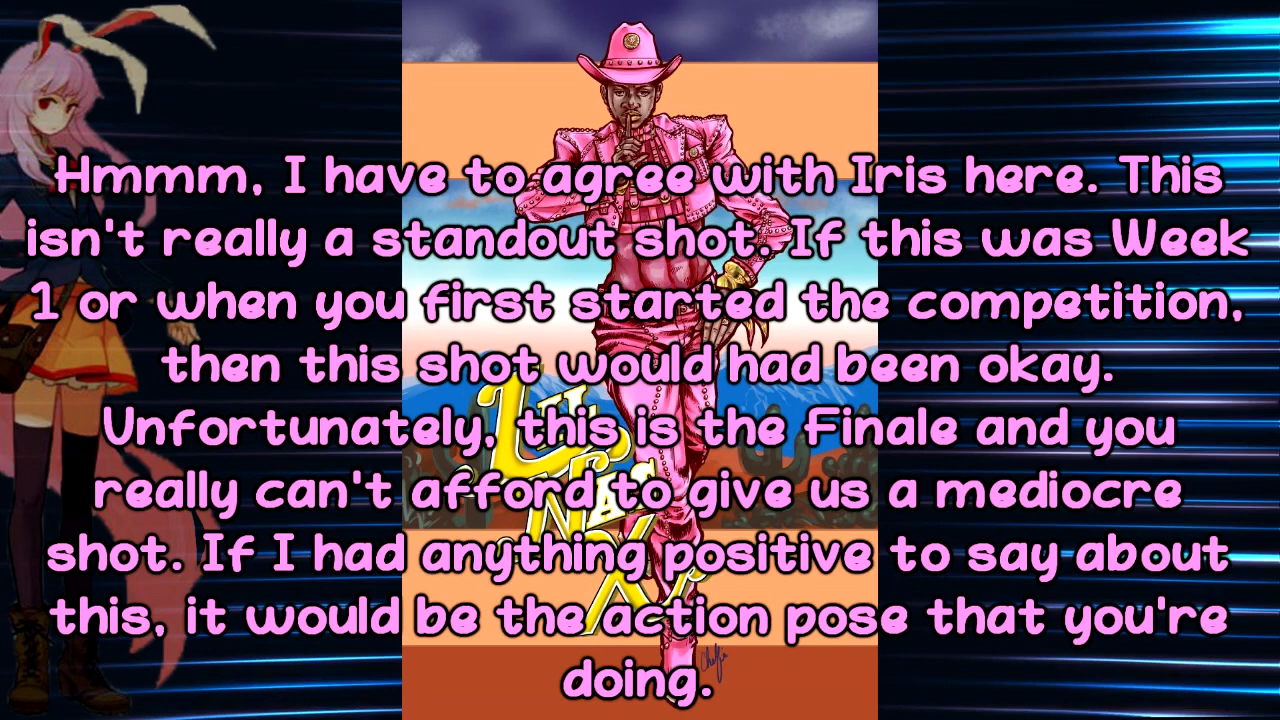 Hmmm, I have to agree with Iris here. This
isn't really a standout shot. If this was Week
1 or when you first started the competition,
then this shot would had been okay.
Unfortunately, this is the Finale and you
really can't afford to give us a mediocre
shot. If I had anything positive to say about
this, it would be the action pose that you're
doing.
LiL
NAS
X